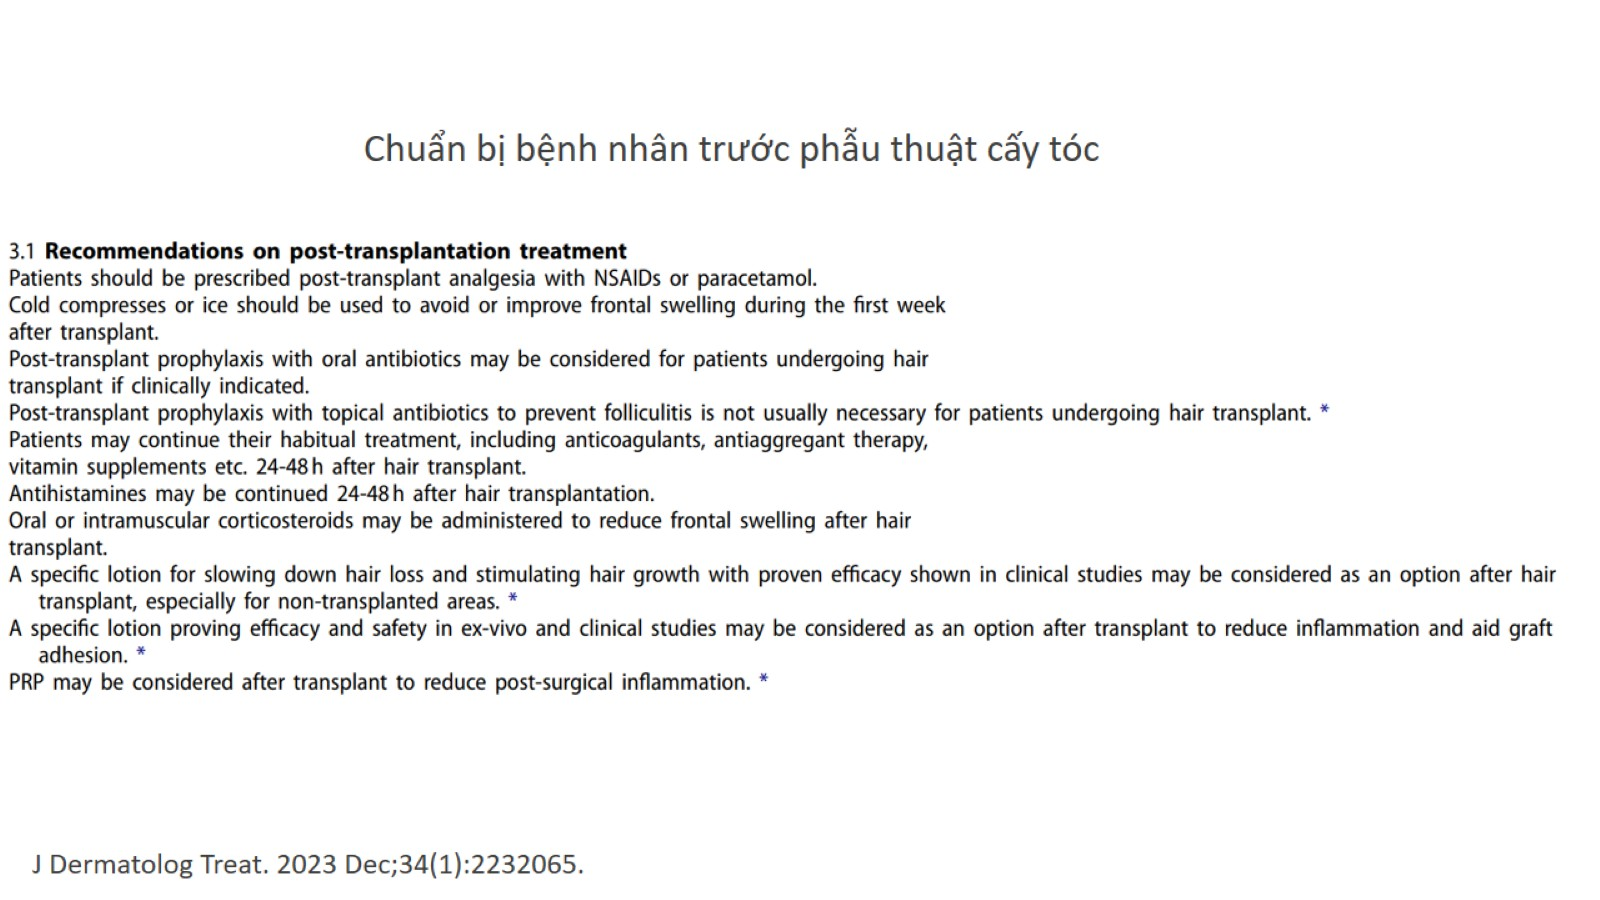 Chuẩn bị bệnh nhân trước phẫu thuật cấy tóc
3.1 Recommendations on post-transplantation treatment
Patients should be prescribed post-transplant analgesia with NSAIDs or paracetamol.
Cold compresses or ice should be used to avoid or improve frontal swelling during the first week
after transplant.
Post-transplant prophylaxis with oral antibiotics may be considered for patients undergoing hair
transplant if clinically indicated.
Post-transplant prophylaxis with topical antibiotics to prevent folliculitis is not usually necessary for patients undergoing hair transplant. *
Patients may continue their habitual treatment, including anticoagulants, antiaggregant therapy,
vitamin supplements etc. 24-48 h after hair transplant.
Antihistamines may be continued 24-48 h after hair transplantation.
Oral or intramuscular corticosteroids may be administered to reduce frontal swelling after hair
transplant.
A specific lotion for slowing down hair loss and stimulating hair growth with proven efficacy shown in clinical studies may be considered as an option after hair
transplant, especially for non-transplanted areas. *
A specific lotion proving efficacy and safety in ex-vivo and clinical studies may be considered as an option after transplant to reduce inflammation and aid graft
adhesion. *
PRP may be considered after transplant to reduce post-surgical inflammation. *
J Dermatolog Treat. 2023 Dec;34(1):2232065.